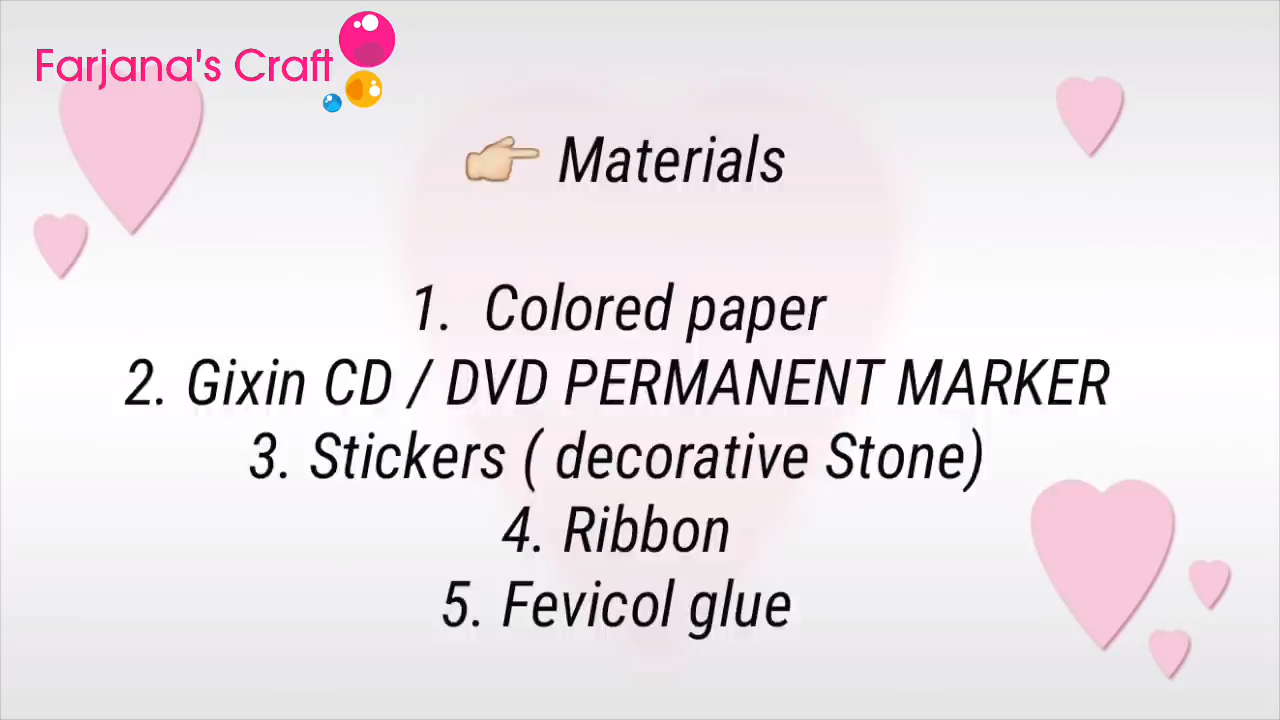 Farjana's Craft
👉🏼 Materials
1. Colored paper
2. Gixin CD / DVD PERMANENT MARKER
3. Stickers ( decorative Stone)
4. Ribbon
5. Fevicol glue